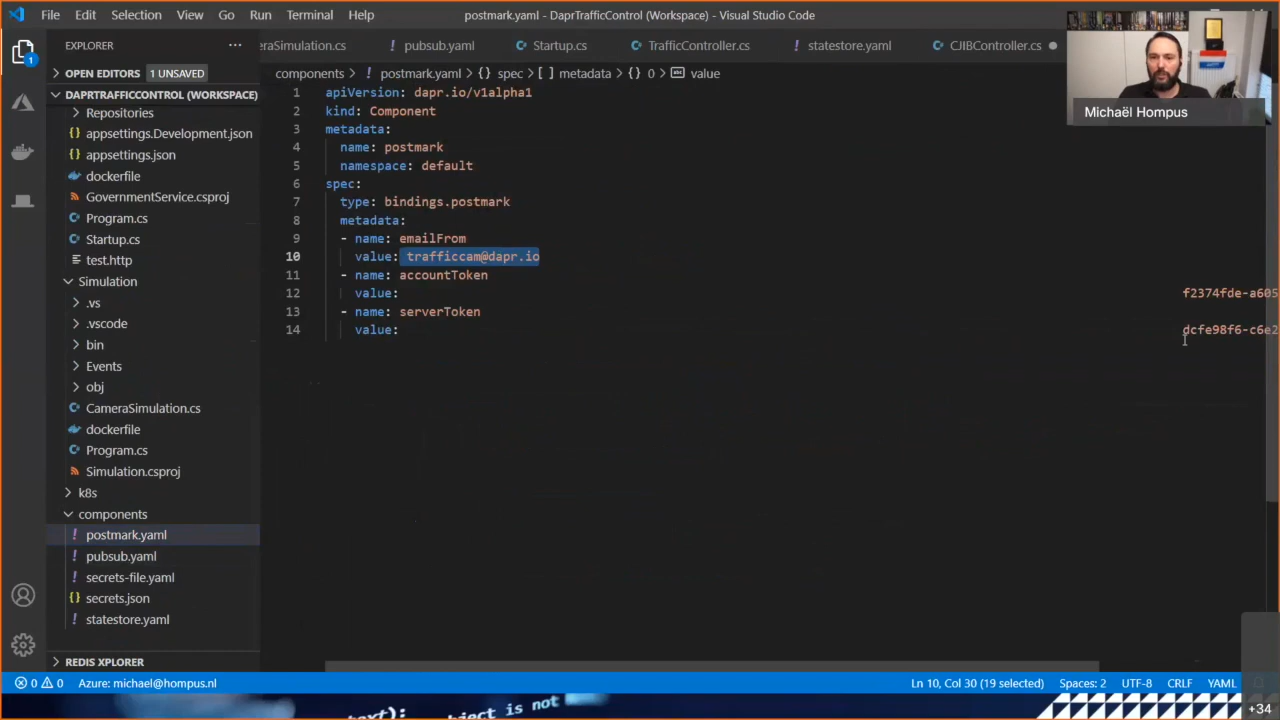 File Edit Selection View Go Run Terminal Help
postmark.yaml - DaprTrafficControl (Workspace) - Visual Studio Code
EXPLORER
1
OPEN EDITORS 1 UNSAVED
DAPRTRAFFICCONTROL (WORKSPACE)
Repositories
appsettings.Development.json
appsettings.json
dockerfile
GovernmentService.csproj
Program.cs
Startup.cs
test.http
Simulation
.vs
.vscode
bin
Events
obj
CameraSimulation.cs
dockerfile
Program.cs
Simulation.csproj
k8s
components
postmark.yaml
pubsub.yaml
secrets-file.yaml
secrets.json
statestore.yaml
REDIS XPLORER
eraSimulation.cs pubsub.yaml Startup.cs TrafficController.cs statestore.yaml CJIBController.cs
components > postmark.yaml > {} spec > [ ] metadata > {} 0 > value
1 apiVersion: dapr.io/v1alpha1
2 kind: Component
3 metadata:
4 name: postmark
5 namespace: default
6 spec:
7 type: bindings.postmark
8 metadata:
9 - name: emailFrom
10 value: trafficcam@dapr.io
11 - name: accountToken
12 value: f2374fde-a605
13 - name: serverToken
14 value: dcfe98f6-c6e2
Michaël Hompus
0 0 Azure: michael@hompus.nl
Ln 10, Col 30 (19 selected) Spaces: 2 UTF-8 CRLF YAML
text):
bject is not
+34